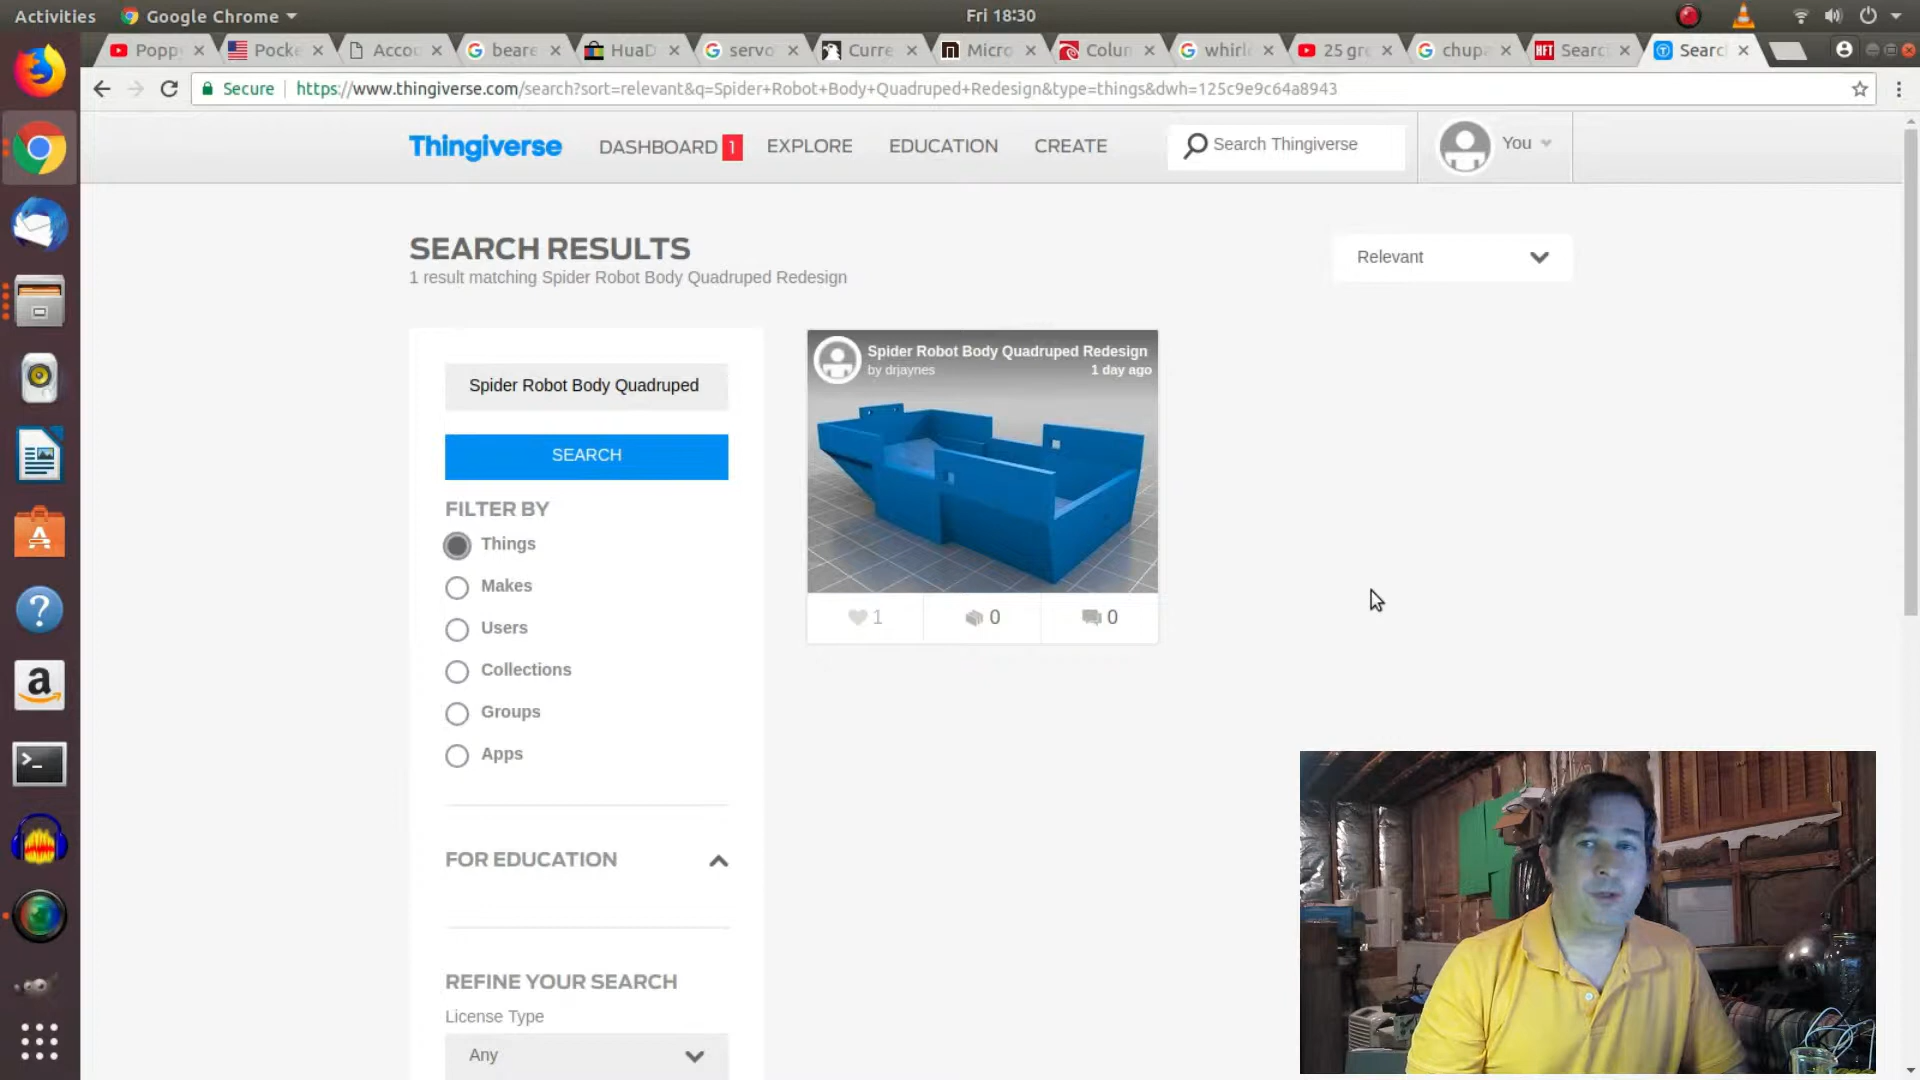 Activities
Google Chrome
Fri 18:30
Popp
Pocke
Accou
beare
HuaD
servo
Curre
Micro
Colun
whirl
25 gre
chupa
HFT Searc
Searc
Secure
https://www.thingiverse.com/search?sort=relevant&q=Spider+Robot+Body+Quadruped+Redesign&type=things&dwh=125c9e9c64a8943
Thingiverse
DASHBOARD 1
EXPLORE
EDUCATION
CREATE
Search Thingiverse
You
SEARCH RESULTS
1 result matching Spider Robot Body Quadruped Redesign
Relevant
Spider Robot Body Quadruped
SEARCH
FILTER BY
Things
Makes
Users
Collections
Groups
Apps
FOR EDUCATION
REFINE YOUR SEARCH
License Type
Any
Spider Robot Body Quadruped Redesign
by drjaynes
1 day ago
1
0
0